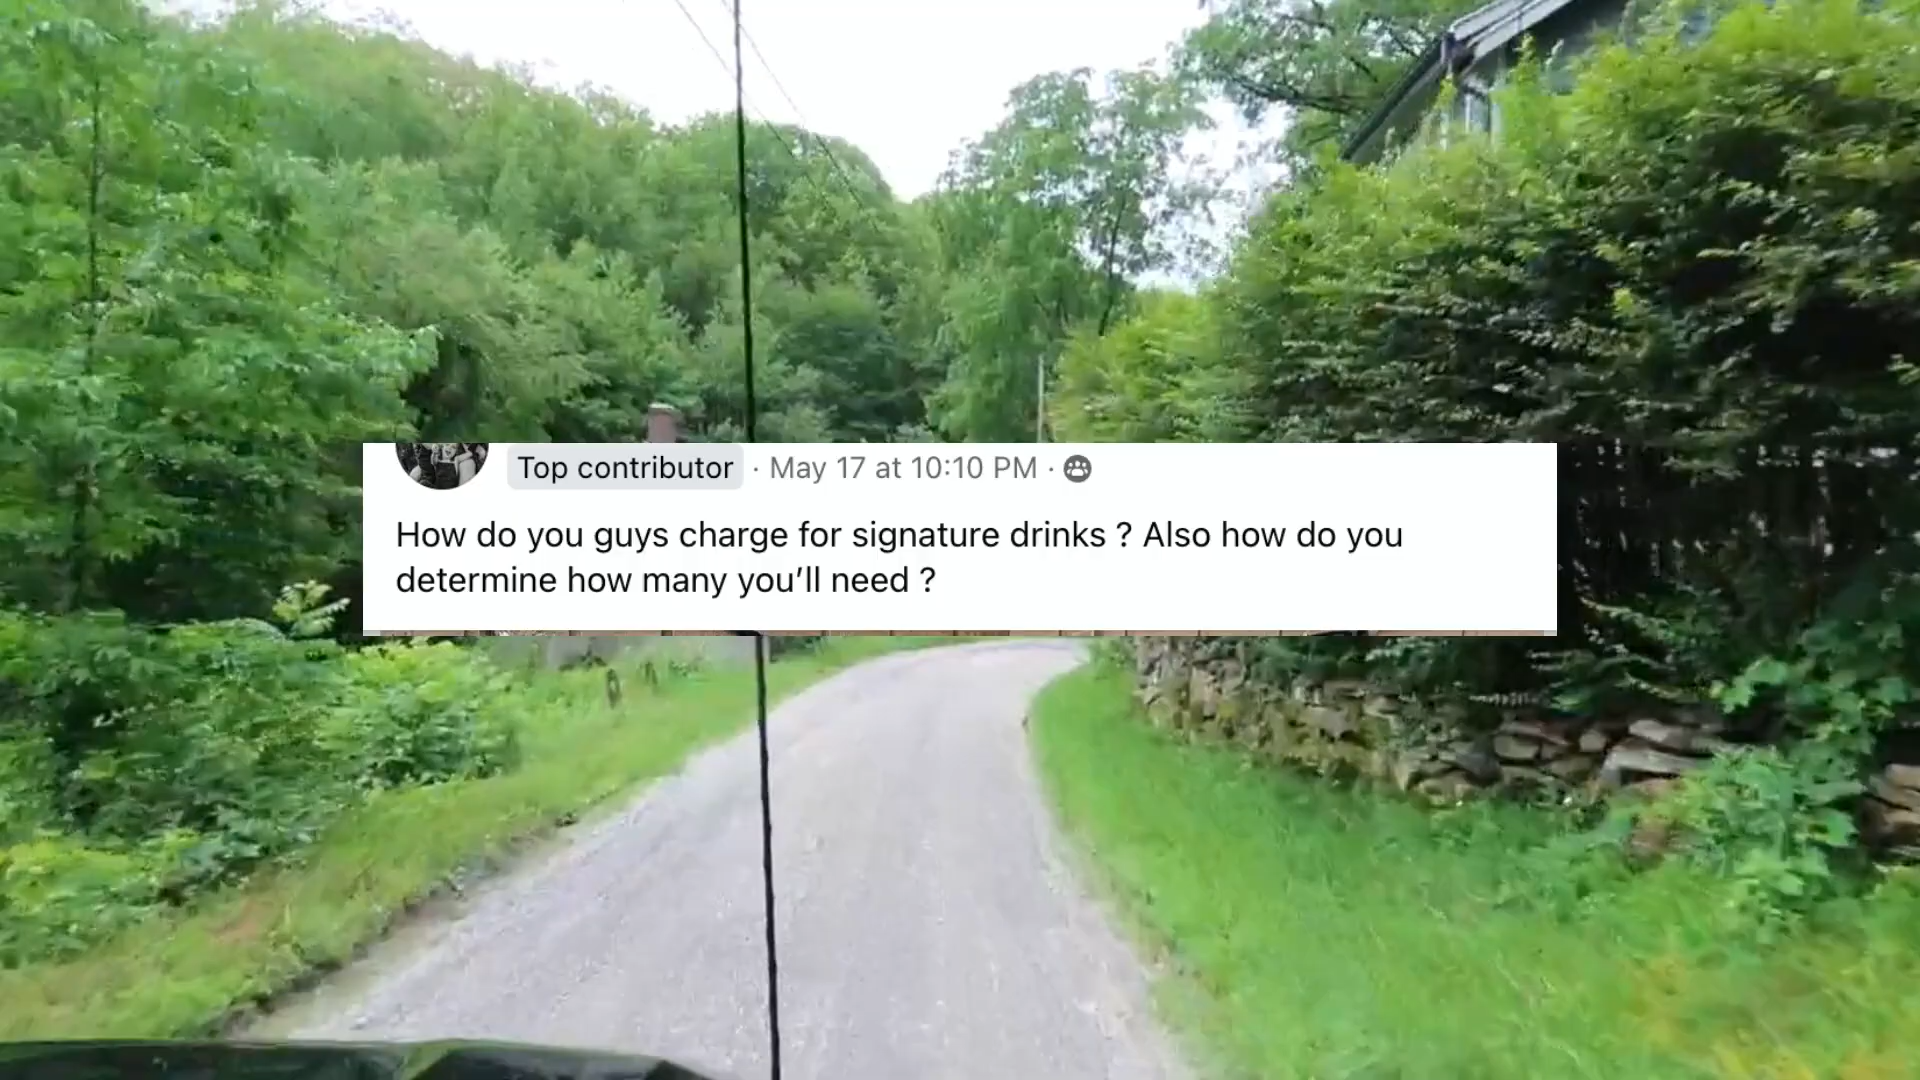 Top contributor · May 17 at 10:10 PM ·
How do you guys charge for signature drinks ? Also how do you
determine how many you’ll need ?